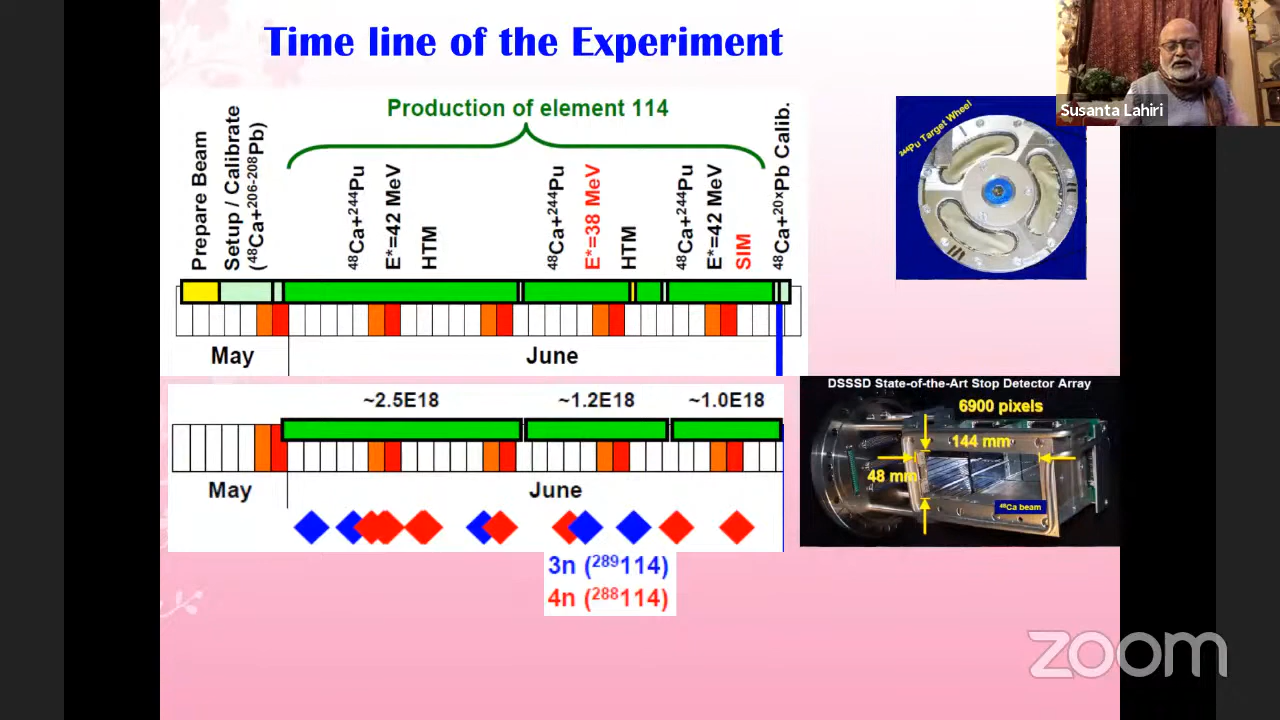 Time line of the Experiment
Susanta Lahiri
Production of element 114
Prepare Beam
Setup / Calibrate
(⁴⁸Ca+²⁰⁶⁻²⁰⁸Pb)
⁴⁸Ca+²⁴⁴Pu
E*=42 MeV
HTM
⁴⁸Ca+²⁴⁴Pu
E*=38 MeV
HTM
⁴⁸Ca+²⁴⁴Pu
E*=42 MeV
SIM
⁴⁸Ca+²⁰ˣPb Calib.
May
June
²⁴⁴Pu Target Wheel
~2.5E18
~1.2E18
~1.0E18
May
June
3n (²⁸⁹114)
4n (²⁸⁸114)
DSSSD State-of-the-Art Stop Detector Array
6900 pixels
144 mm
48 mm
⁴⁸Ca beam
zoom